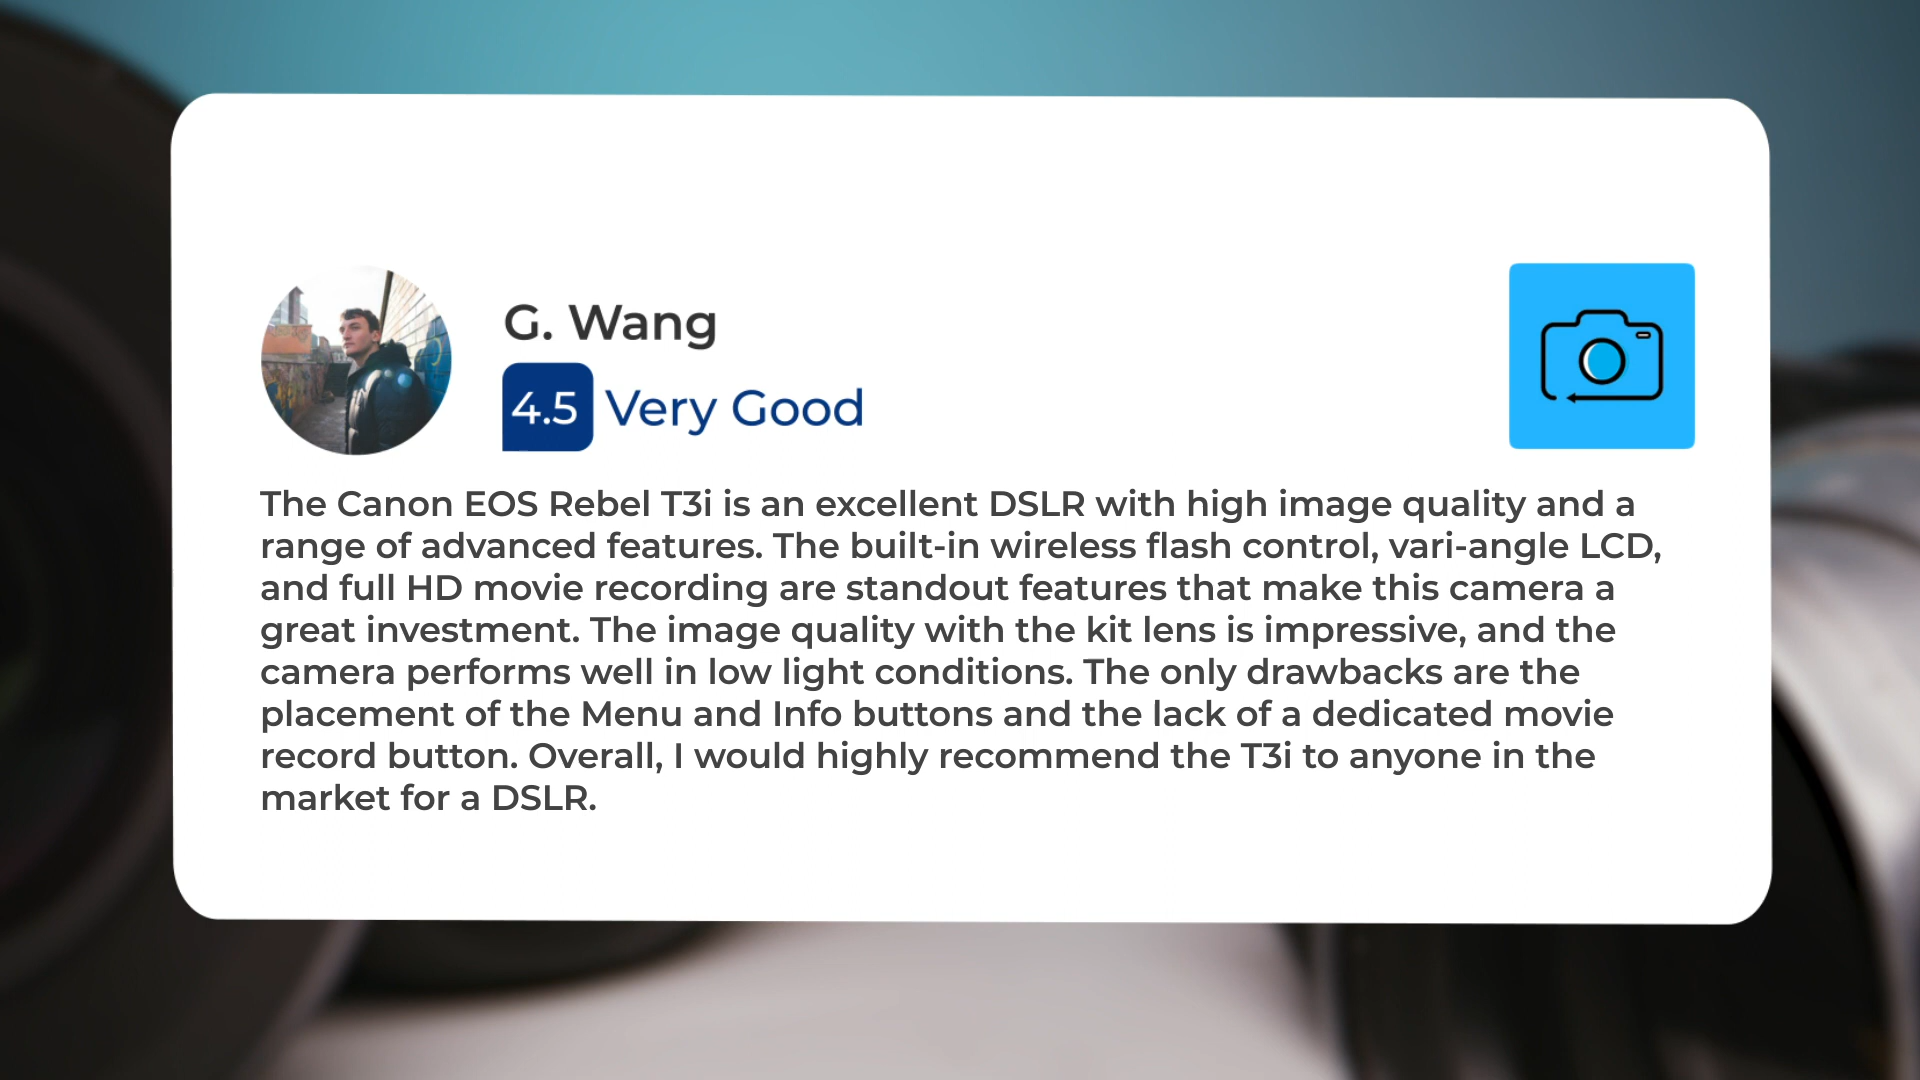 G. Wang
4.5 Very Good
The Canon EOS Rebel T3i is an excellent DSLR with high image quality and a
range of advanced features. The built-in wireless flash control, vari-angle LCD,
and full HD movie recording are standout features that make this camera a
great investment. The image quality with the kit lens is impressive, and the
camera performs well in low light conditions. The only drawbacks are the
placement of the Menu and Info buttons and the lack of a dedicated movie
record button. Overall, I would highly recommend the T3i to anyone in the
market for a DSLR.